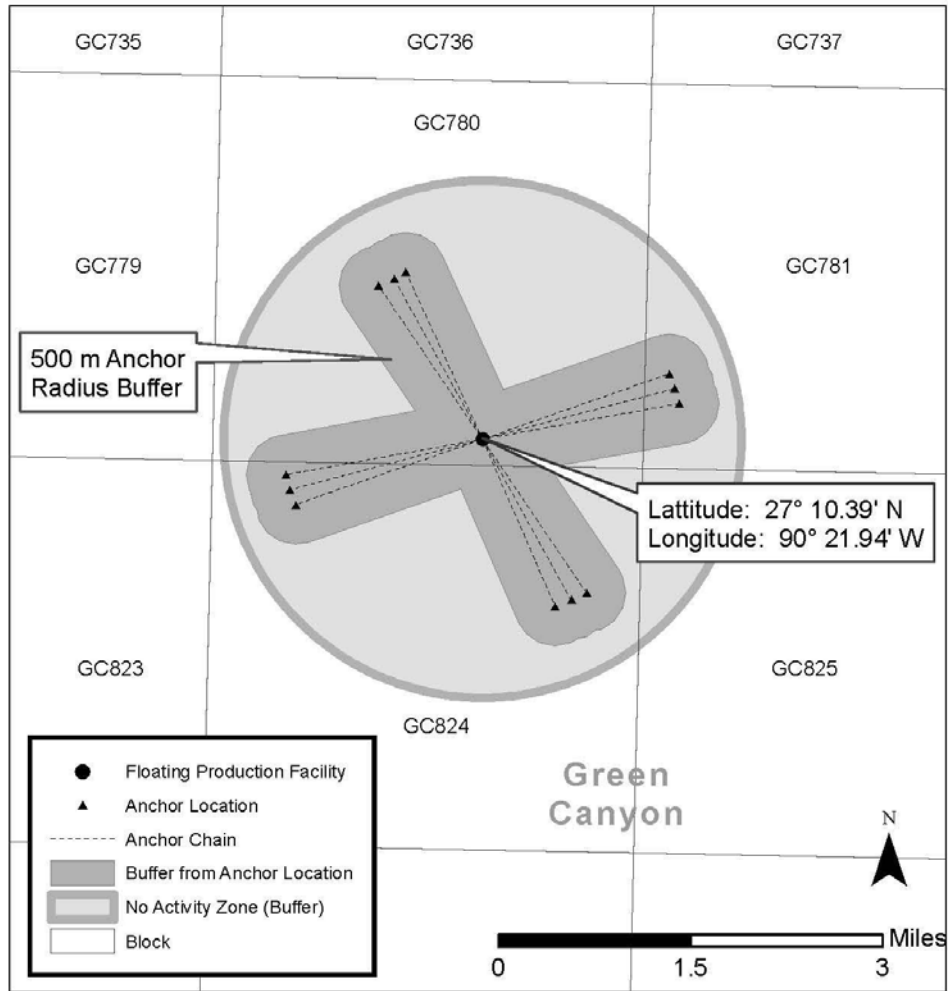 GC735
GC736
GC737
GC780
GC779
GC781
500 m Anchor
Radius Buffer
Lattitude: 27° 10.39' N
Longitude: 90° 21.94' W
GC823
GC825
GC824
Green
Canyon
Floating Production Facility
Anchor Location
Anchor Chain
Buffer from Anchor Location
No Activity Zone (Buffer)
Block
N
Miles
0
1.5
3